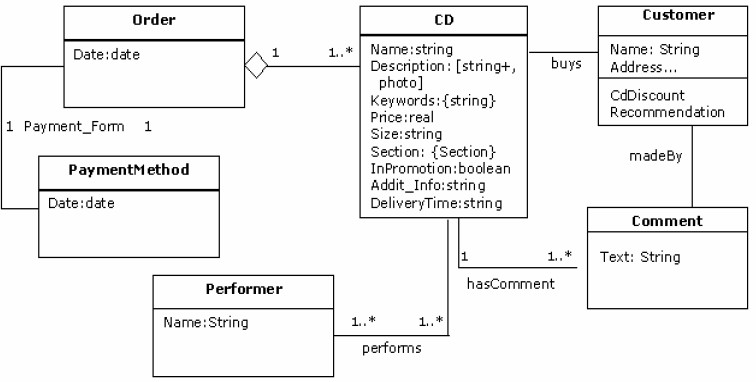 Order
Date:date
1
1..*
CD
Name:string
Description: [string+,
photo]
Keywords:{string}
Price:real
Size:string
Section: {Section}
InPromotion:boolean
Addit_Info:string
DeliveryTime:string
buys
Customer
Name: String
Address...
CdDiscount
Recommendation
1 Payment_Form 1
PaymentMethod
Date:date
madeBy
Comment
Text: String
1
1..*
hasComment
Performer
Name:String
1..*
1..*
performs